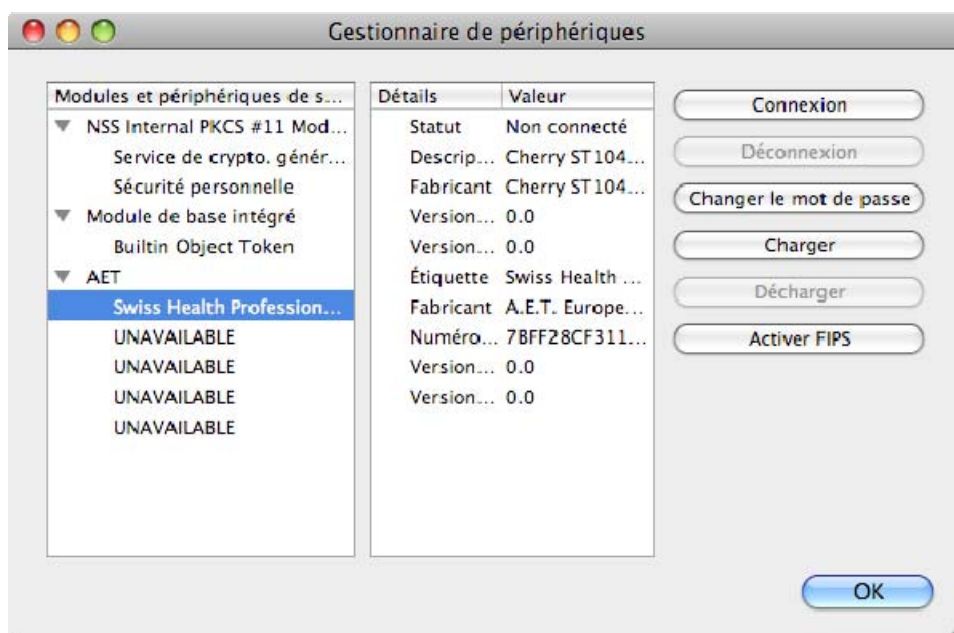 Gestionnaire de périphériques
Modules et périphériques de s...
NSS Internal PKCS #11 Mod...
Service de crypto. génér...
Sécurité personnelle
Module de base intégré
Builtin Object Token
AET
Swiss Health Profession...
UNAVAILABLE
UNAVAILABLE
UNAVAILABLE
UNAVAILABLE
Détails Valeur
Statut Non connecté
Descrip... Cherry ST104...
Fabricant Cherry ST104...
Version... 0.0
Version... 0.0
Étiquette Swiss Health ...
Fabricant A.E.T. Europe...
Numéro... 7BFF28CF311...
Version... 0.0
Version... 0.0
Connexion
Déconnexion
Changer le mot de passe
Charger
Décharger
Activer FIPS
OK